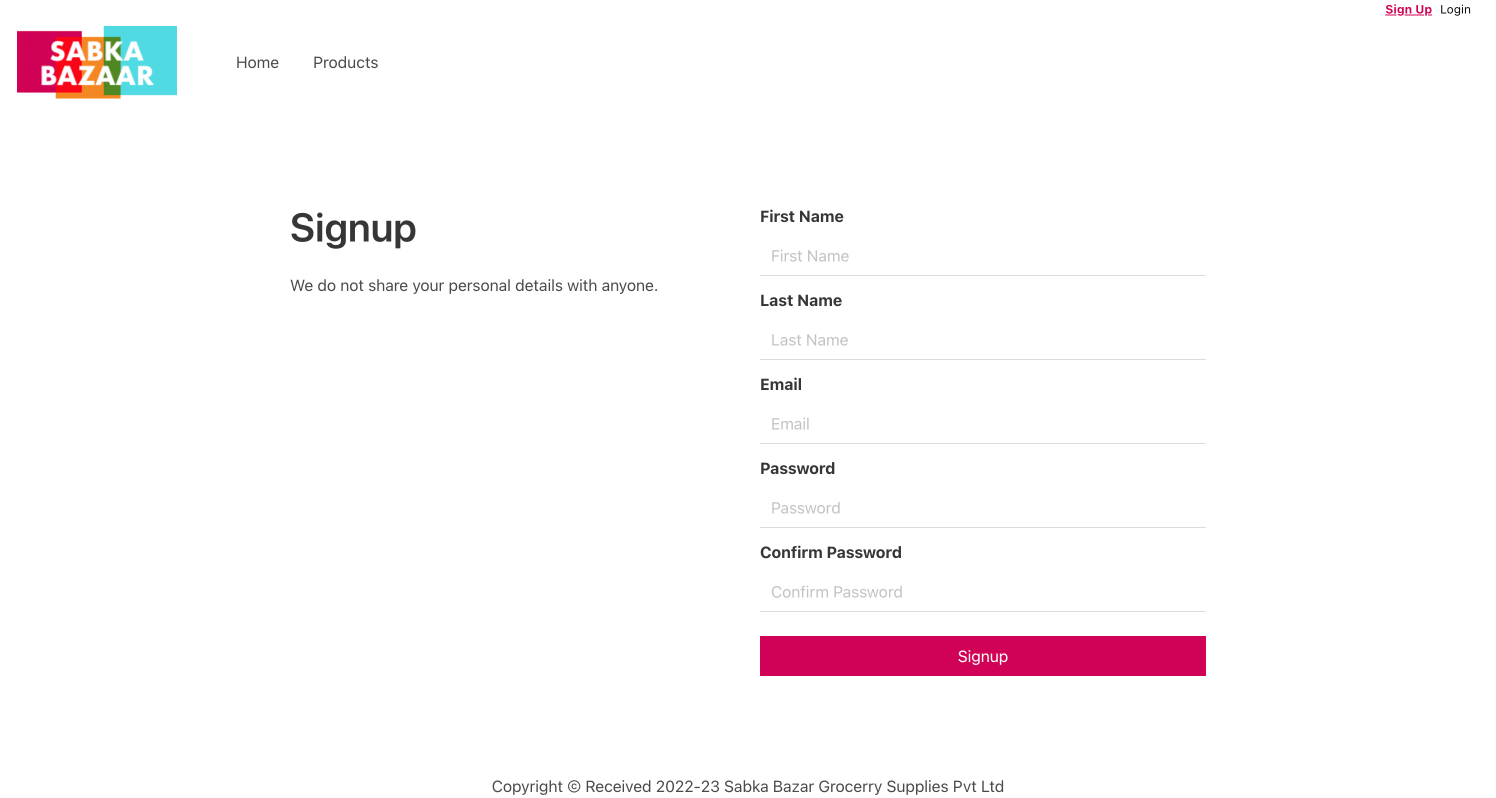 Sign Up Login
SABKA
BAZAAR
Home Products
Signup
We do not share your personal details with anyone.
First Name
First Name
Last Name
Last Name
Email
Email
Password
Password
Confirm Password
Confirm Password
Signup
Copyright © Received 2022-23 Sabka Bazar Grocerry Supplies Pvt Ltd